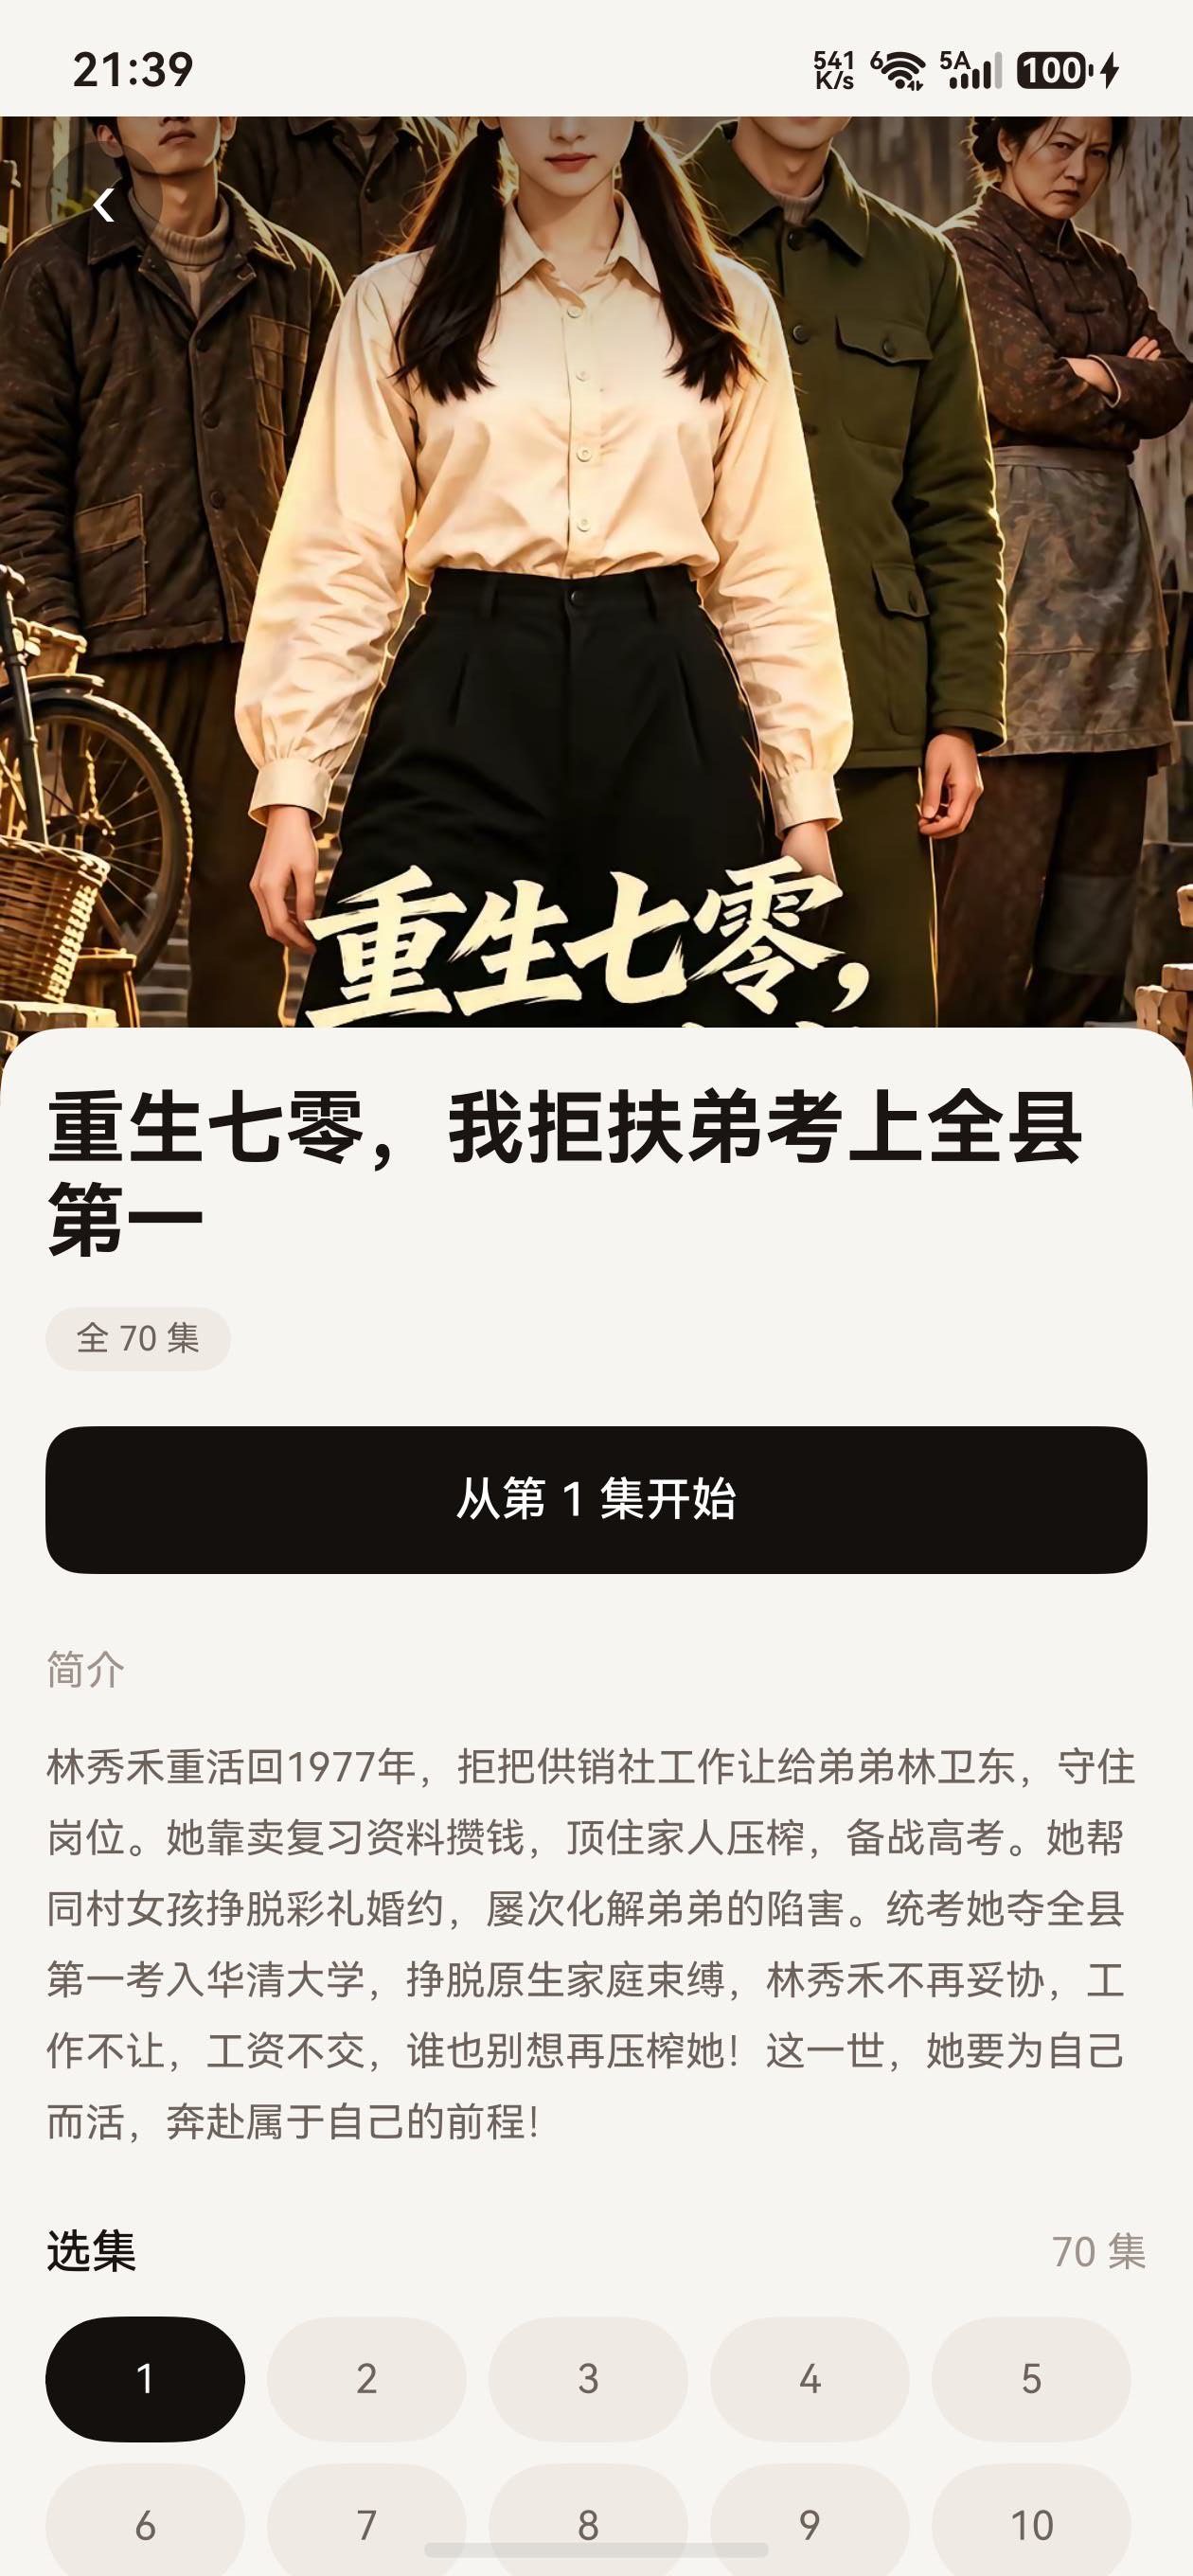 21:39
541 K/s 6 5A 100
重生七零，
重生七零，我拒扶弟考上全县
第一
全 70 集
从第 1 集开始
简介
林秀禾重活回1977年，拒把供销社工作让给弟弟林卫东，守住
岗位。她靠卖复习资料攒钱，顶住家人压榨，备战高考。她帮
同村女孩挣脱彩礼婚约，屡次化解弟弟的陷害。统考她夺全县
第一考入华清大学，挣脱原生家庭束缚，林秀禾不再妥协，工
作不让，工资不交，谁也别想再压榨她！这一世，她要为自己
而活，奔赴属于自己的前程！
选集 70 集
1 2 3 4 5
6 7 8 9 10